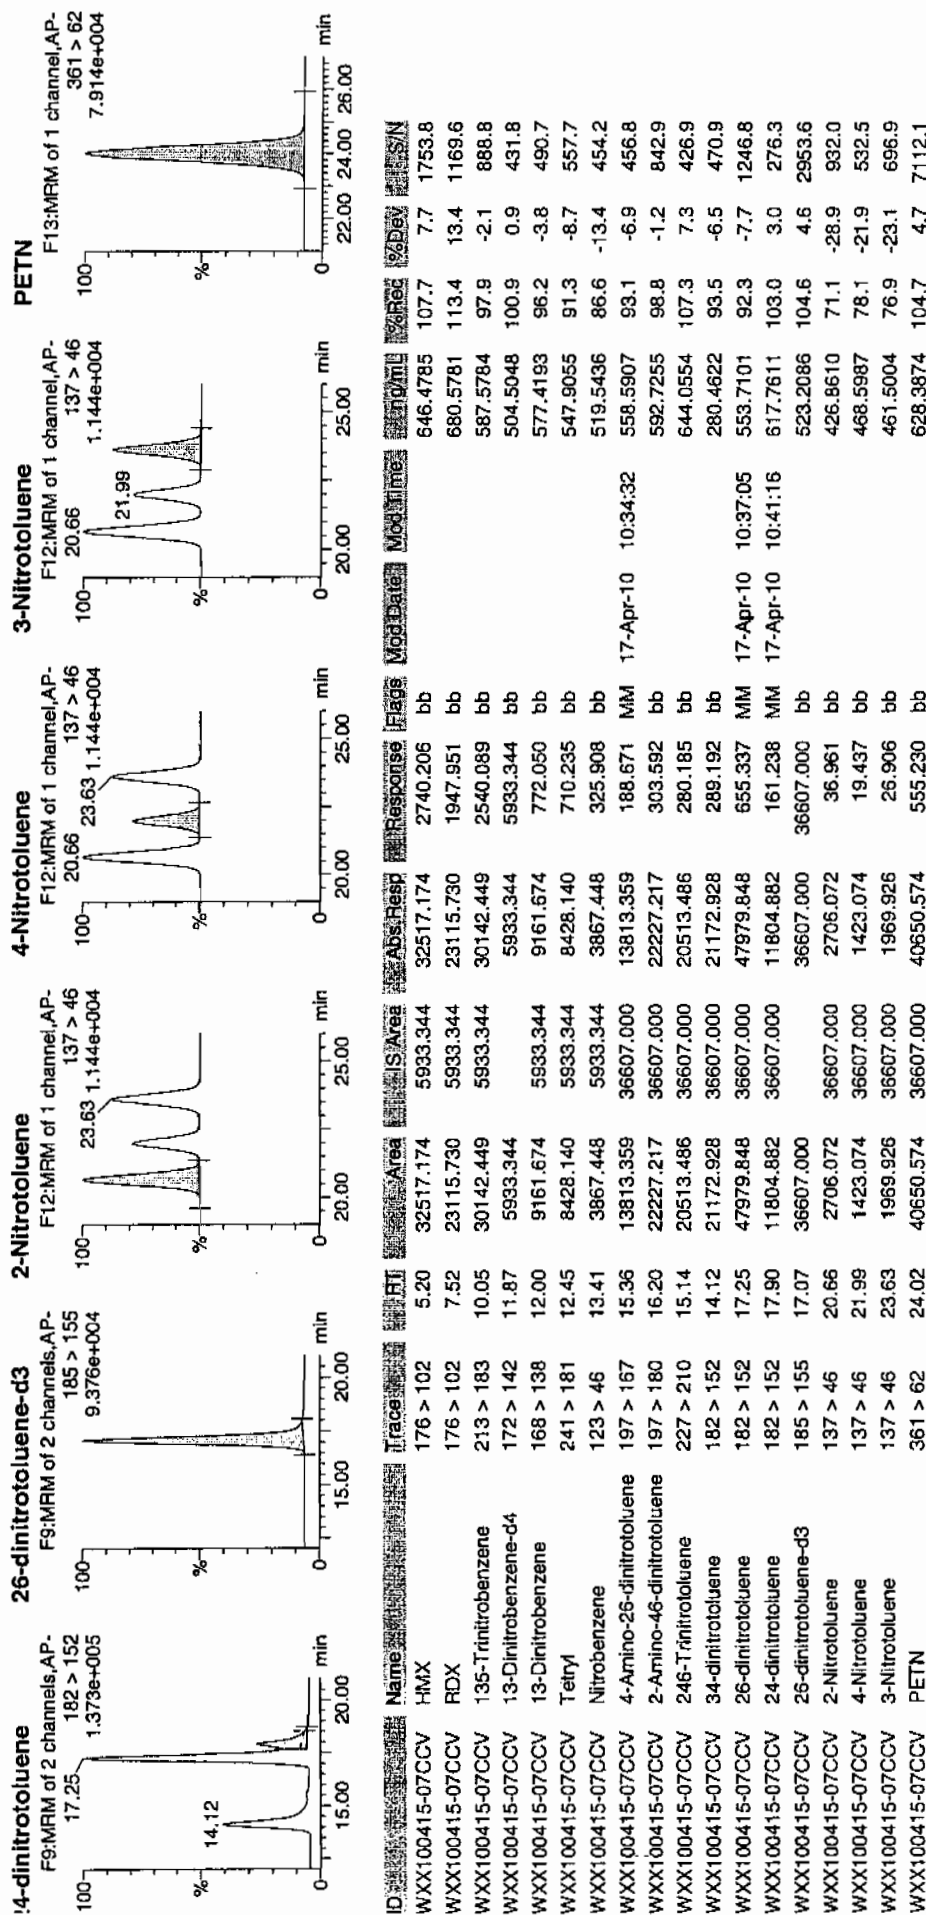 !4-dinitrotoluene
F9:MRM of 2 channels,AP-
182 > 152
1.373e+005
17.25
14.12
100
%
0
15.00
20.00
min
26-dinitrotoluene-d3
F9:MRM of 2 channels,AP-
185 > 155
9.376e+004
100
%
0
15.00
20.00
min
2-Nitrotoluene
F12:MRM of 1 channel,AP-
137 > 46
23.63 1.144e+004
100
%
0
20.00
25.00
min
4-Nitrotoluene
F12:MRM of 1 channel,AP-
20.66
137 > 46
23.63 1.144e+004
100
%
0
20.00
25.00
min
3-Nitrotoluene
F12:MRM of 1 channel,AP-
20.66
137 > 46
1.144e+004
21.99
100
%
0
20.00
25.00
min
PETN
F13:MRM of 1 channel,AP-
361 > 62
7.914e+004
100
%
0
22.00
24.00
26.00
min
ID Name Trace RT Area IS Area Abs.Resp Response Flags Mod.Date Mod.Time ng/mL %Rec %Dev S/N
WXX100415-07CCV HMX 176 > 102 5.20 32517.174 5933.344 32517.174 2740.206 bb 646.4785 107.7 7.7 1753.8
WXX100415-07CCV RDX 176 > 102 7.52 23115.730 5933.344 23115.730 1947.951 bb 680.5781 113.4 13.4 1169.6
WXX100415-07CCV 135-Trinitrobenzene 213 > 183 10.05 30142.449 5933.344 30142.449 2540.089 bb 587.5784 97.9 -2.1 888.8
WXX100415-07CCV 13-Dinitrobenzene-d4 172 > 142 11.87 5933.344 5933.344 5933.344 bb 504.5048 100.9 0.9 431.8
WXX100415-07CCV 13-Dinitrobenzene 168 > 138 12.00 9161.674 5933.344 9161.674 772.050 bb 577.4193 96.2 -3.8 490.7
WXX100415-07CCV Tetryl 241 > 181 12.45 8428.140 5933.344 8428.140 710.235 bb 547.9055 91.3 -8.7 557.7
WXX100415-07CCV Nitrobenzene 123 > 46 13.41 3867.448 5933.344 3867.448 325.908 bb 519.5436 86.6 -13.4 454.2
WXX100415-07CCV 4-Amino-26-dinitrotoluene 197 > 167 15.36 13813.359 36607.000 13813.359 188.671 MM 17-Apr-10 10:34:32 558.5907 93.1 -6.9 456.8
WXX100415-07CCV 2-Amino-46-dinitrotoluene 197 > 180 16.20 22227.217 36607.000 22227.217 303.592 bb 592.7255 98.8 -1.2 842.9
WXX100415-07CCV 246-Trinitrotoluene 227 > 210 15.14 20513.486 36607.000 20513.486 280.185 bb 644.0554 107.3 7.3 426.9
WXX100415-07CCV 34-dinitrotoluene 182 > 152 14.12 21172.928 36607.000 21172.928 289.192 bb 280.4622 93.5 -6.5 470.9
WXX100415-07CCV 26-dinitrotoluene 182 > 152 17.25 47979.848 36607.000 47979.848 655.337 MM 17-Apr-10 10:37:05 553.7101 92.3 -7.7 1246.8
WXX100415-07CCV 24-dinitrotoluene 182 > 152 17.90 11804.882 36607.000 11804.882 161.238 MM 17-Apr-10 10:41:16 617.7611 103.0 3.0 276.3
WXX100415-07CCV 26-dinitrotoluene-d3 185 > 155 17.07 36607.000 36607.000 36607.000 bb 523.2086 104.6 4.6 2953.6
WXX100415-07CCV 2-Nitrotoluene 137 > 46 20.66 2706.072 36607.000 2706.072 36.961 bb 426.8610 71.1 -28.9 932.0
WXX100415-07CCV 4-Nitrotoluene 137 > 46 21.99 1423.074 36607.000 1423.074 19.437 bb 468.5987 78.1 -21.9 532.5
WXX100415-07CCV 3-Nitrotoluene 137 > 46 23.63 1969.926 36607.000 1969.926 26.906 bb 461.5004 76.9 -23.1 696.9
WXX100415-07CCV PETN 361 > 62 24.02 40650.574 36607.000 40650.574 555.230 bb 628.3874 104.7 4.7 7112.1